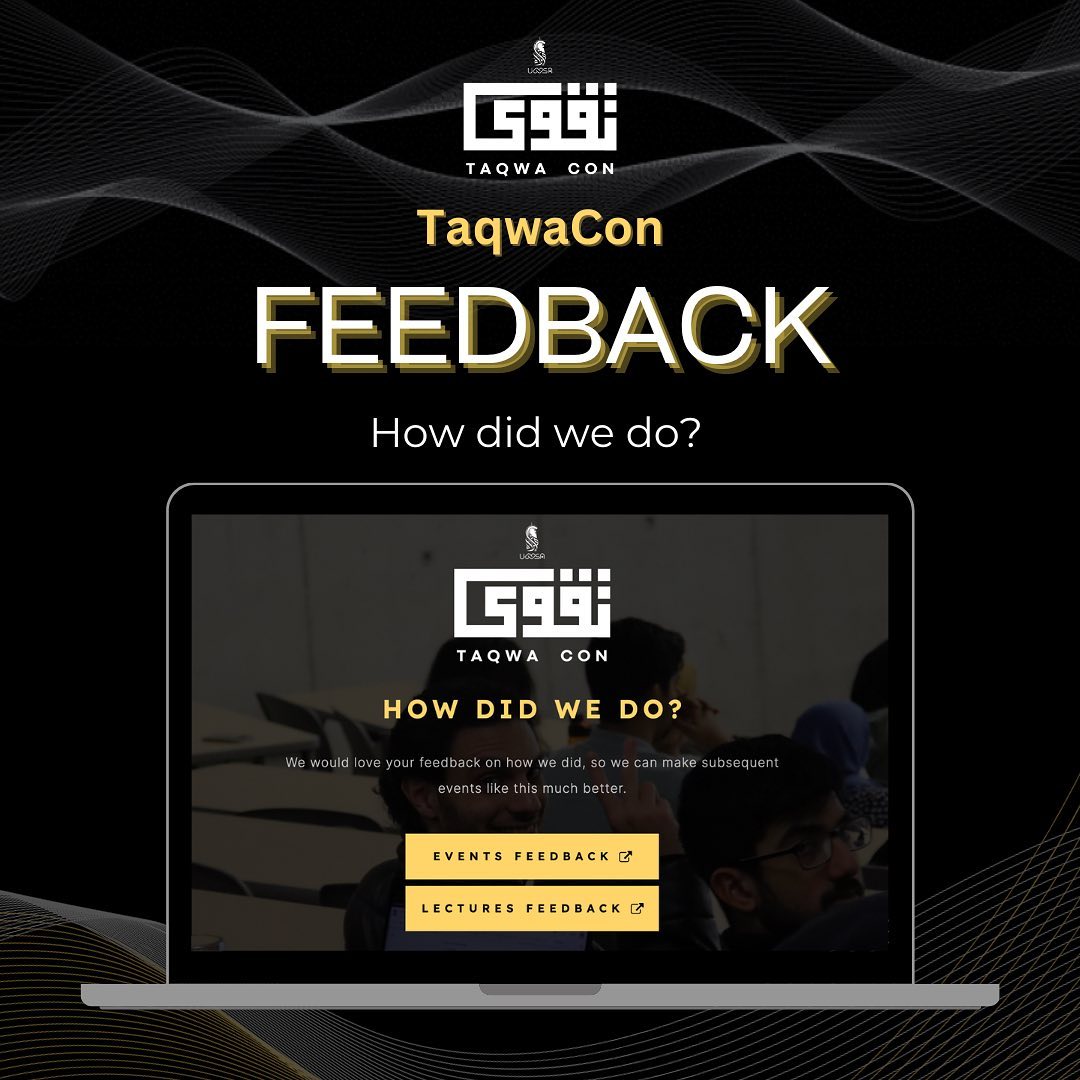 تقوى
TAQWA CON
TaqwaCon
FEEDBACK
How did we do?
تقوى
TAQWA CON
HOW DID WE DO?
We would love your feedback on how we did, so we can make subsequent
events like this much better.
EVENTS FEEDBACK
LECTURES FEEDBACK